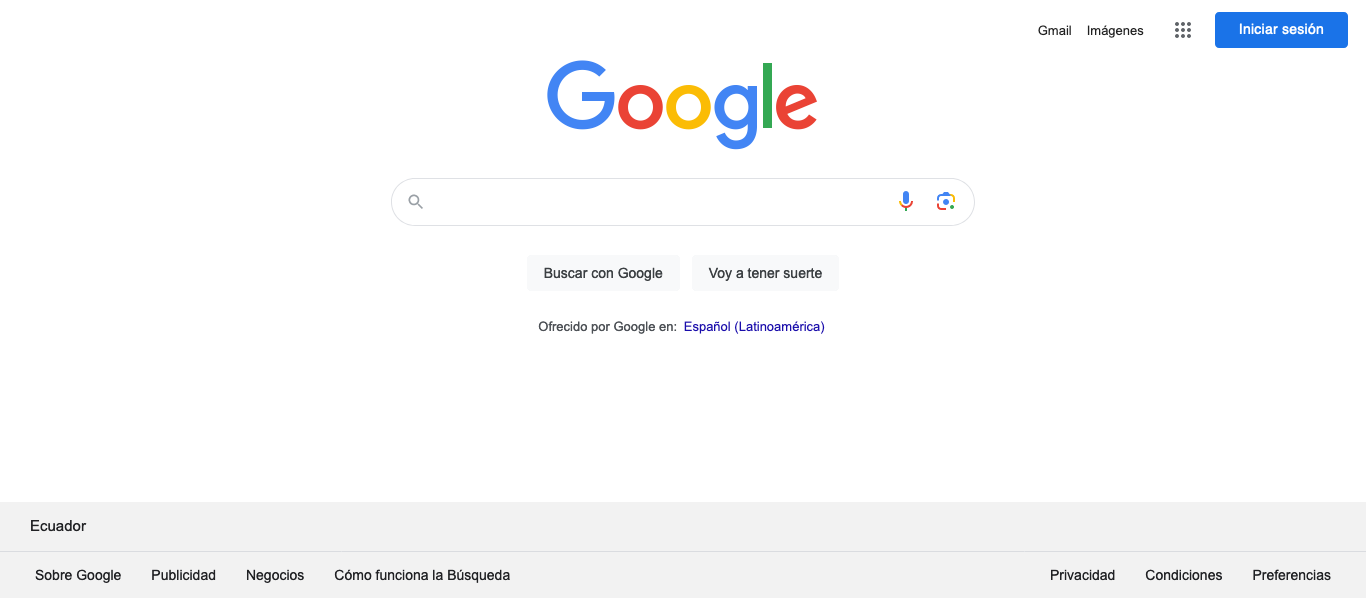 Gmail Imágenes Iniciar sesión
Google
Buscar con Google Voy a tener suerte
Ofrecido por Google en: Español (Latinoamérica)
Ecuador
Sobre Google Publicidad Negocios Cómo funciona la Búsqueda Privacidad Condiciones Preferencias